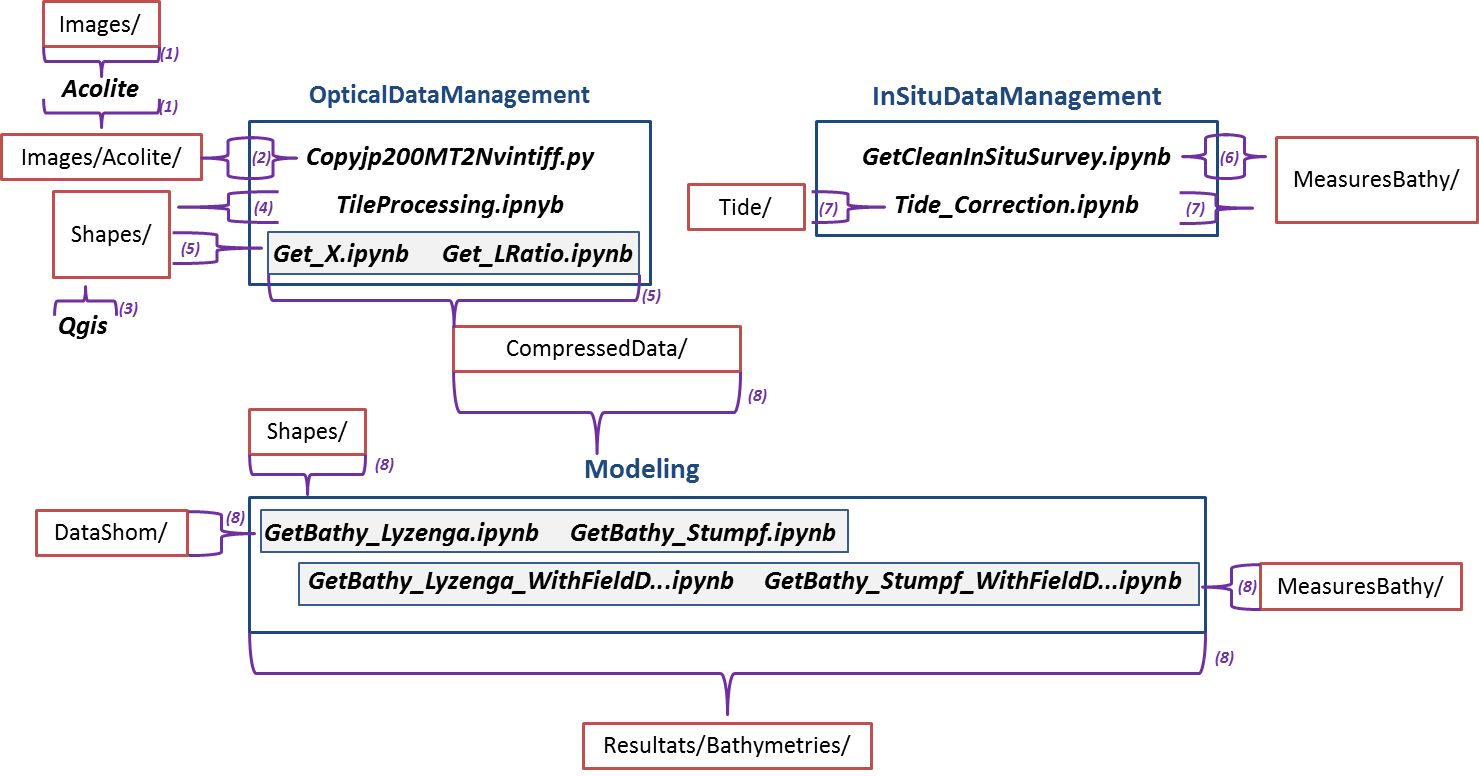 Images/
(1)
Acolite
(1)
OpticalDataManagement
InSituDataManagement
Images/Acolite/
(2)
Copyjp200MT2Nvintiff.py
GetCleanInSituSurvey.ipynb
(6)
MeasuresBathy/
Shapes/
(4)
TileProcessing.ipnyb
Tide/
(7)
Tide_Correction.ipynb
(7)
(5)
Get_X.ipynb Get_LRatio.ipynb
(5)
Qgis
(3)
CompressedData/
(8)
Shapes/
(8)
Modeling
DataShom/
(8)
GetBathy_Lyzenga.ipynb GetBathy_Stumpf.ipynb
GetBathy_Lyzenga_WithFieldD...ipynb GetBathy_Stumpf_WithFieldD...ipynb
(8)
MeasuresBathy/
(8)
Resultats/Bathymetries/